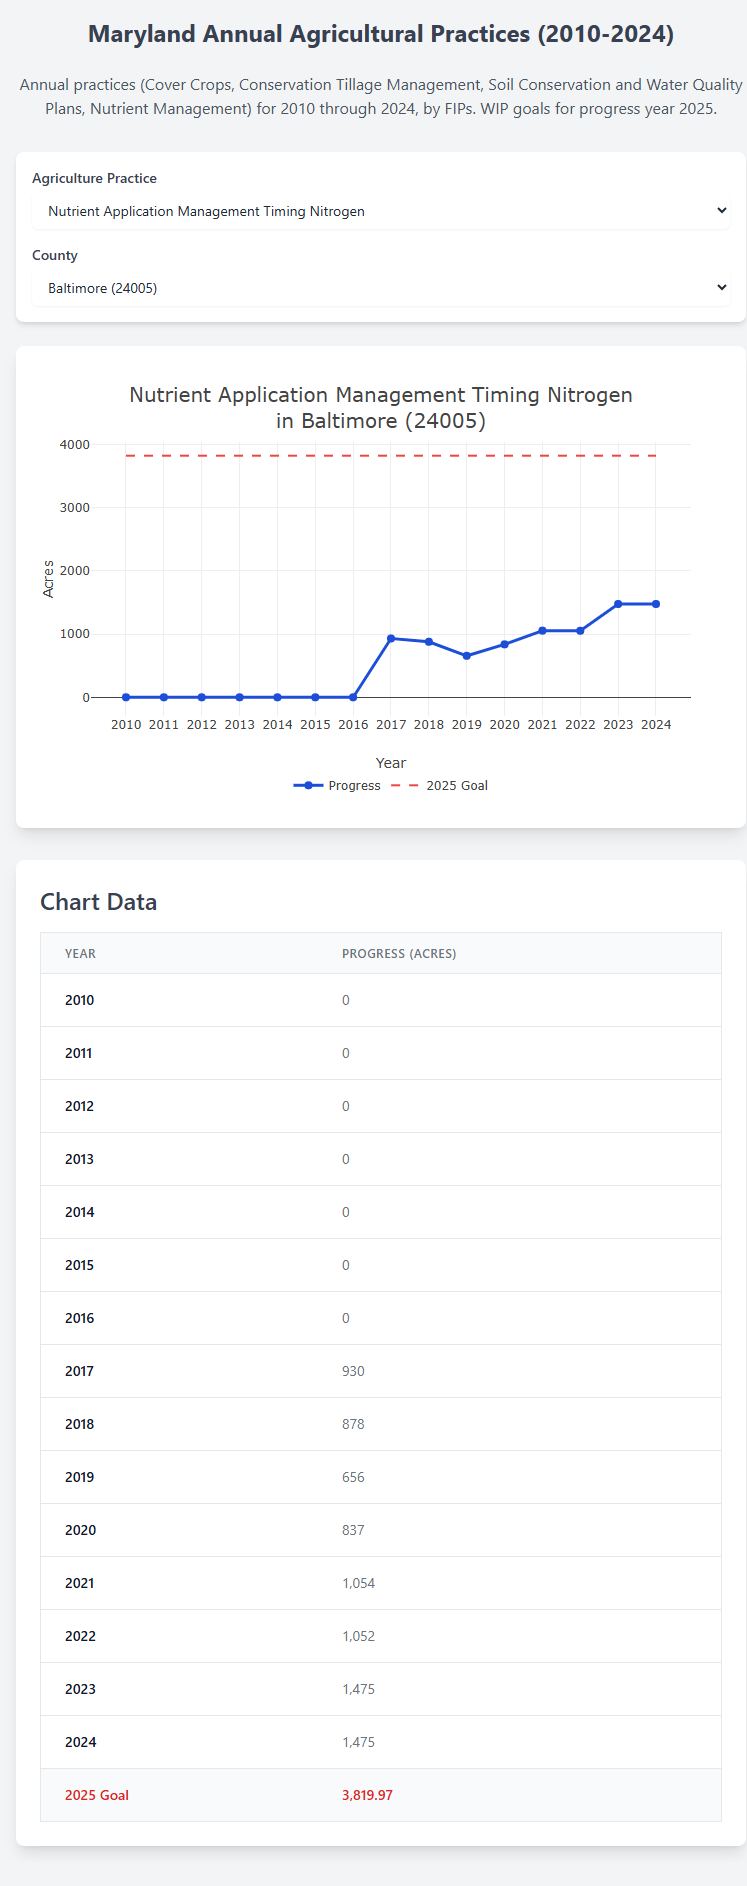 Maryland Annual Agricultural Practices (2010-2024)
Annual practices (Cover Crops, Conservation Tillage Management, Soil Conservation and Water Quality
Plans, Nutrient Management) for 2010 through 2024, by FIPs. WIP goals for progress year 2025.
Agriculture Practice
Nutrient Application Management Timing Nitrogen
County
Baltimore (24005)
Nutrient Application Management Timing Nitrogen
in Baltimore (24005)
4000
3000
2000
1000
0
Acres
2010 2011 2012 2013 2014 2015 2016 2017 2018 2019 2020 2021 2022 2023 2024
Year
Progress 2025 Goal
Chart Data
YEAR PROGRESS (ACRES)
2010 0
2011 0
2012 0
2013 0
2014 0
2015 0
2016 0
2017 930
2018 878
2019 656
2020 837
2021 1,054
2022 1,052
2023 1,475
2024 1,475
2025 Goal 3,819.97